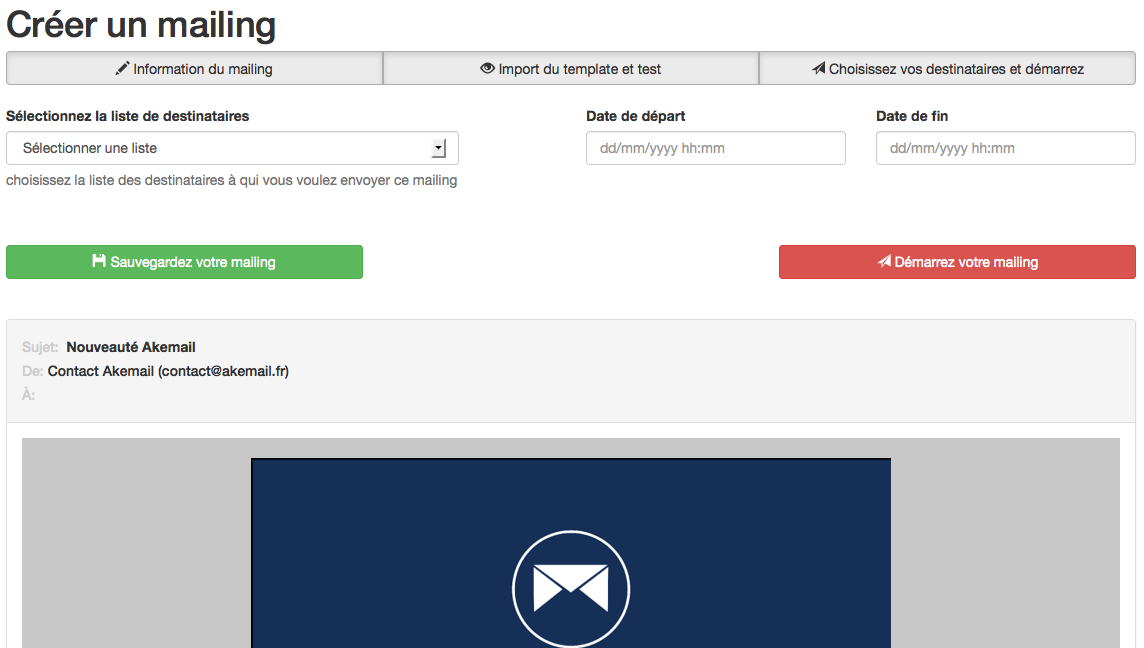 Créer un mailing
Information du mailing
Import du template et test
Choisissez vos destinataires et démarrez
Sélectionnez la liste de destinataires
Date de départ
Date de fin
Sélectionner une liste
dd/mm/yyyy hh:mm
dd/mm/yyyy hh:mm
choisissez la liste des destinataires à qui vous voulez envoyer ce mailing
Sauvegardez votre mailing
Démarrez votre mailing
Sujet: Nouveauté Akemail
De: Contact Akemail (contact@akemail.fr)
À: